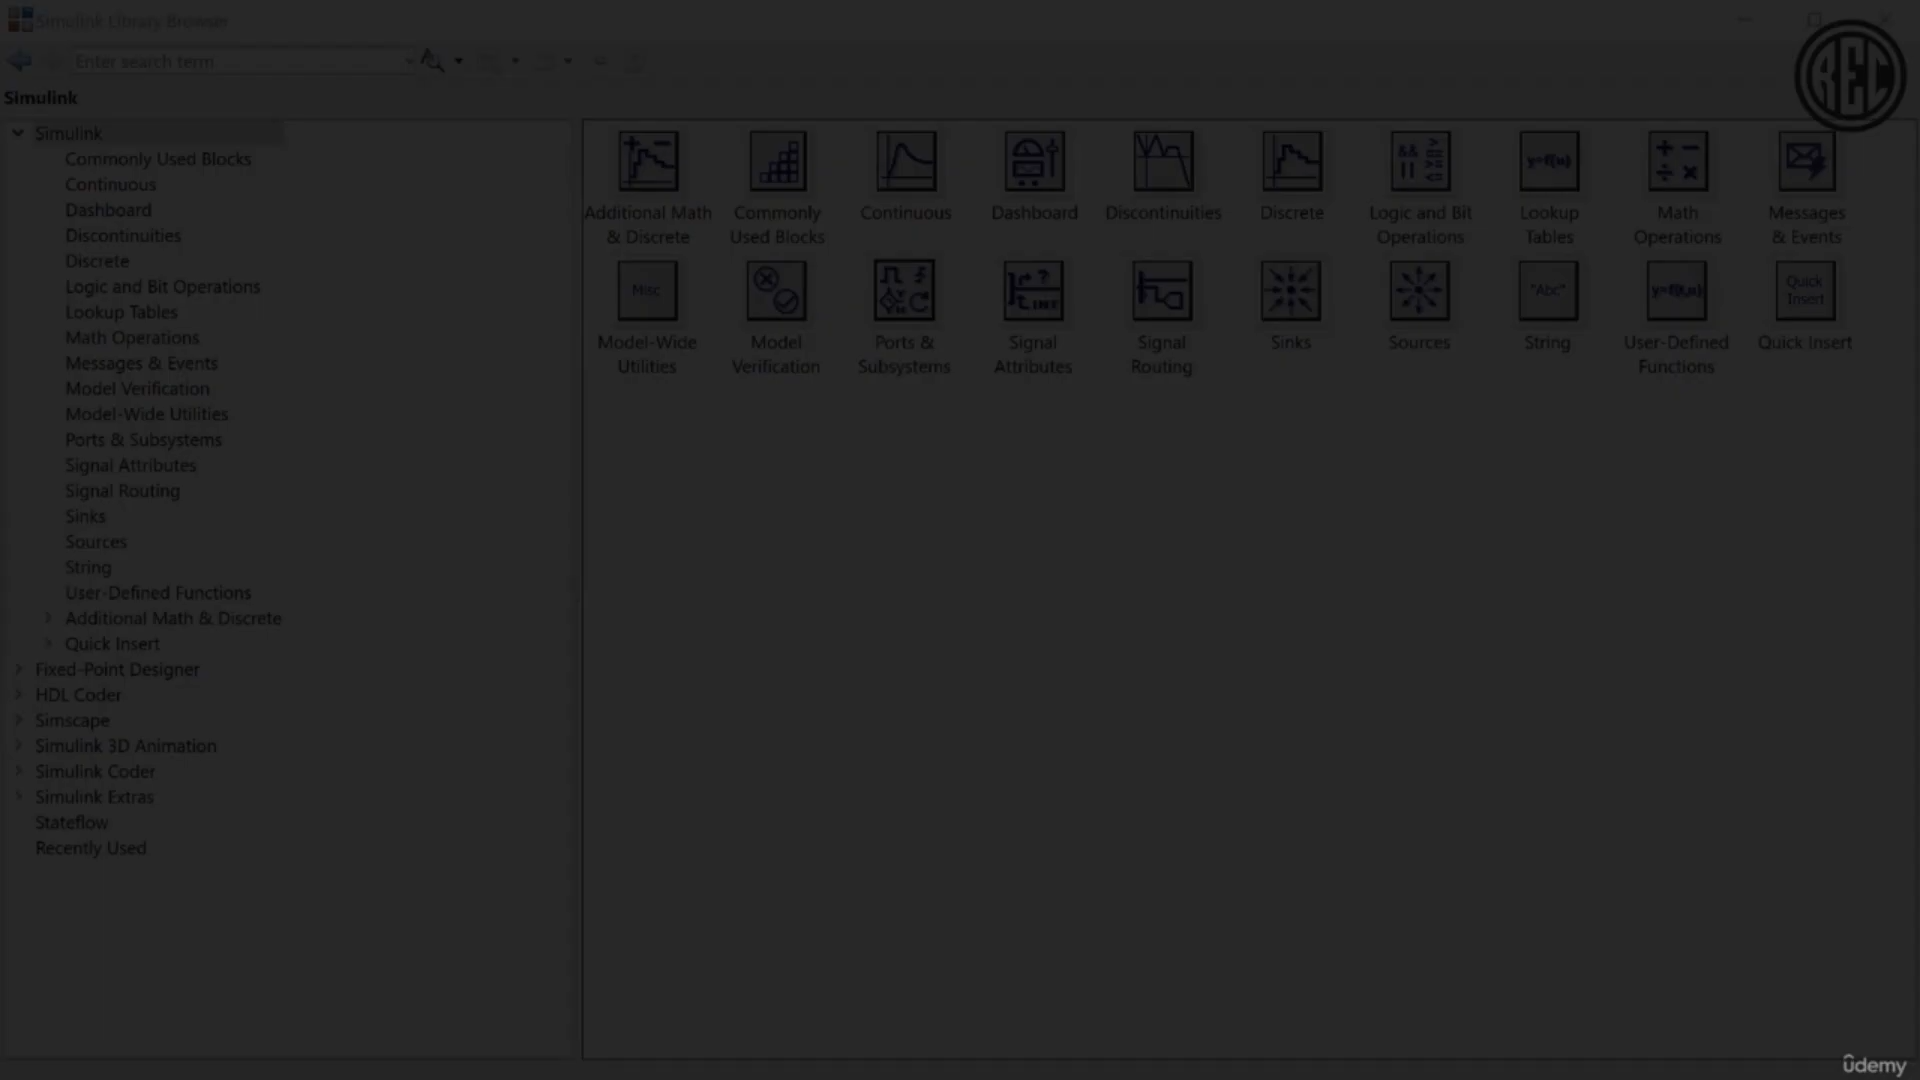 Simulink Library Browser
Enter search term
REC
Simulink
Simulink
Commonly Used Blocks
Continuous
Dashboard
Discontinuities
Discrete
Logic and Bit Operations
Lookup Tables
Math Operations
Messages & Events
Model Verification
Model-Wide Utilities
Ports & Subsystems
Signal Attributes
Signal Routing
Sinks
Sources
String
User-Defined Functions
Additional Math & Discrete
Quick Insert
Fixed-Point Designer
HDL Coder
Simscape
Simulink 3D Animation
Simulink Coder
Simulink Extras
Stateflow
Recently Used
y=f(u)
Additional Math
& Discrete
Commonly
Used Blocks
Continuous
Dashboard
Discontinuities
Discrete
Logic and Bit
Operations
Lookup
Tables
Math
Operations
Messages
& Events
Misc
"Abc"
y=f(t,u)
Quick
Insert
Model-Wide
Utilities
Model
Verification
Ports &
Subsystems
Signal
Attributes
Signal
Routing
Sinks
Sources
String
User-Defined
Functions
Quick Insert
ûdemy